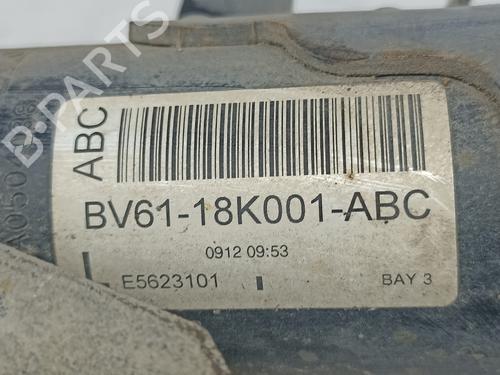 B-PARTS
ABC
BV61-18K001-ABC
0912 09:53
L E5623101 BAY 3